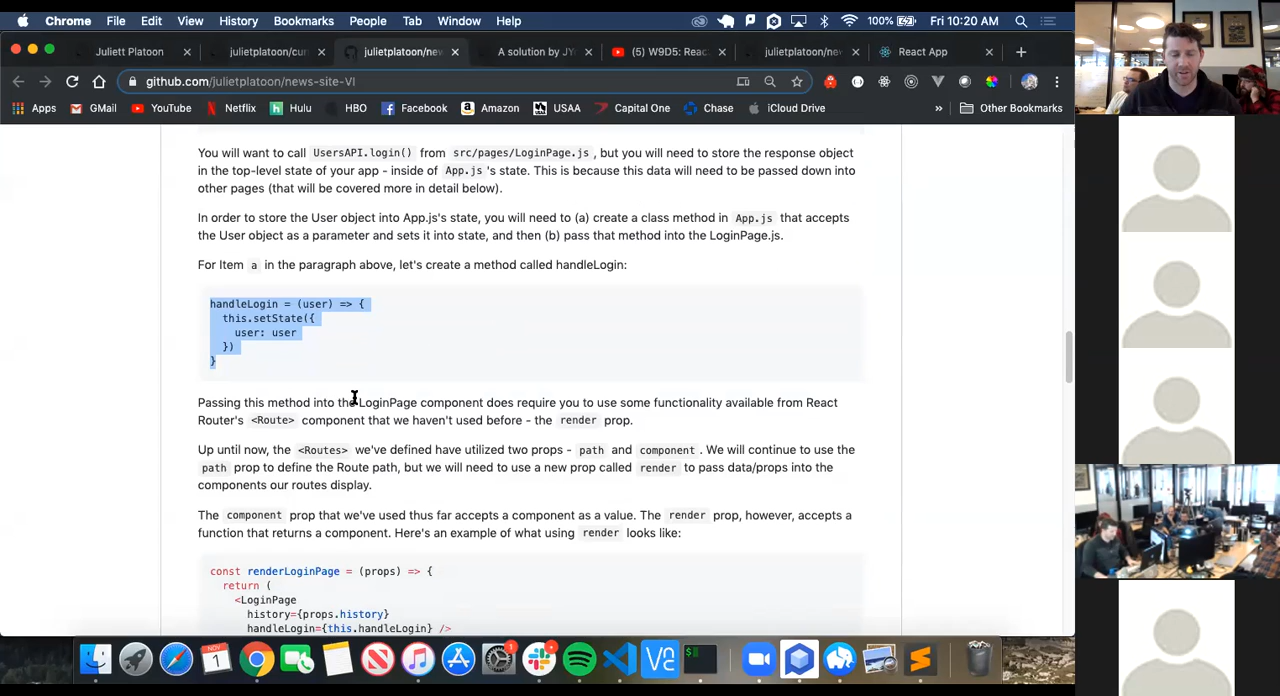 Chrome File Edit View History Bookmarks People Tab Window Help 100% Fri 10:20 AM
Juliett Platoon julietplatoon/cur julietplatoon/new A solution by JY W9D5: Reac julietplatoon/nev React App
github.com/julietplatoon/news-site-VI
Apps GMail YouTube Netflix Hulu HBO Facebook Amazon USAA Capital One Chase iCloud Drive » Other Bookmarks
You will want to call UsersAPI.login() from src/pages/LoginPage.js , but you will need to store the response object
in the top-level state of your app - inside of App.js 's state. This is because this data will need to be passed down into
other pages (that will be covered more in detail below).
In order to store the User object into App.js's state, you will need to (a) create a class method in App.js that accepts
the User object as a parameter and sets it into state, and then (b) pass that method into the LoginPage.js.
For Item a in the paragraph above, let's create a method called handleLogin:
handleLogin = (user) => {
this.setState({
user: user
})
}
Passing this method into the LoginPage component does require you to use some functionality available from React
Router's <Route> component that we haven't used before - the render prop.
Up until now, the <Routes> we've defined have utilized two props - path and component . We will continue to use the
path prop to define the Route path, but we will need to use a new prop called render to pass data/props into the
components our routes display.
The component prop that we've used thus far accepts a component as a value. The render prop, however, accepts a
function that returns a component. Here's an example of what using render looks like:
const renderLoginPage = (props) => {
return (
<LoginPage
history={props.history}
handleLogin={this.handleLogin} />